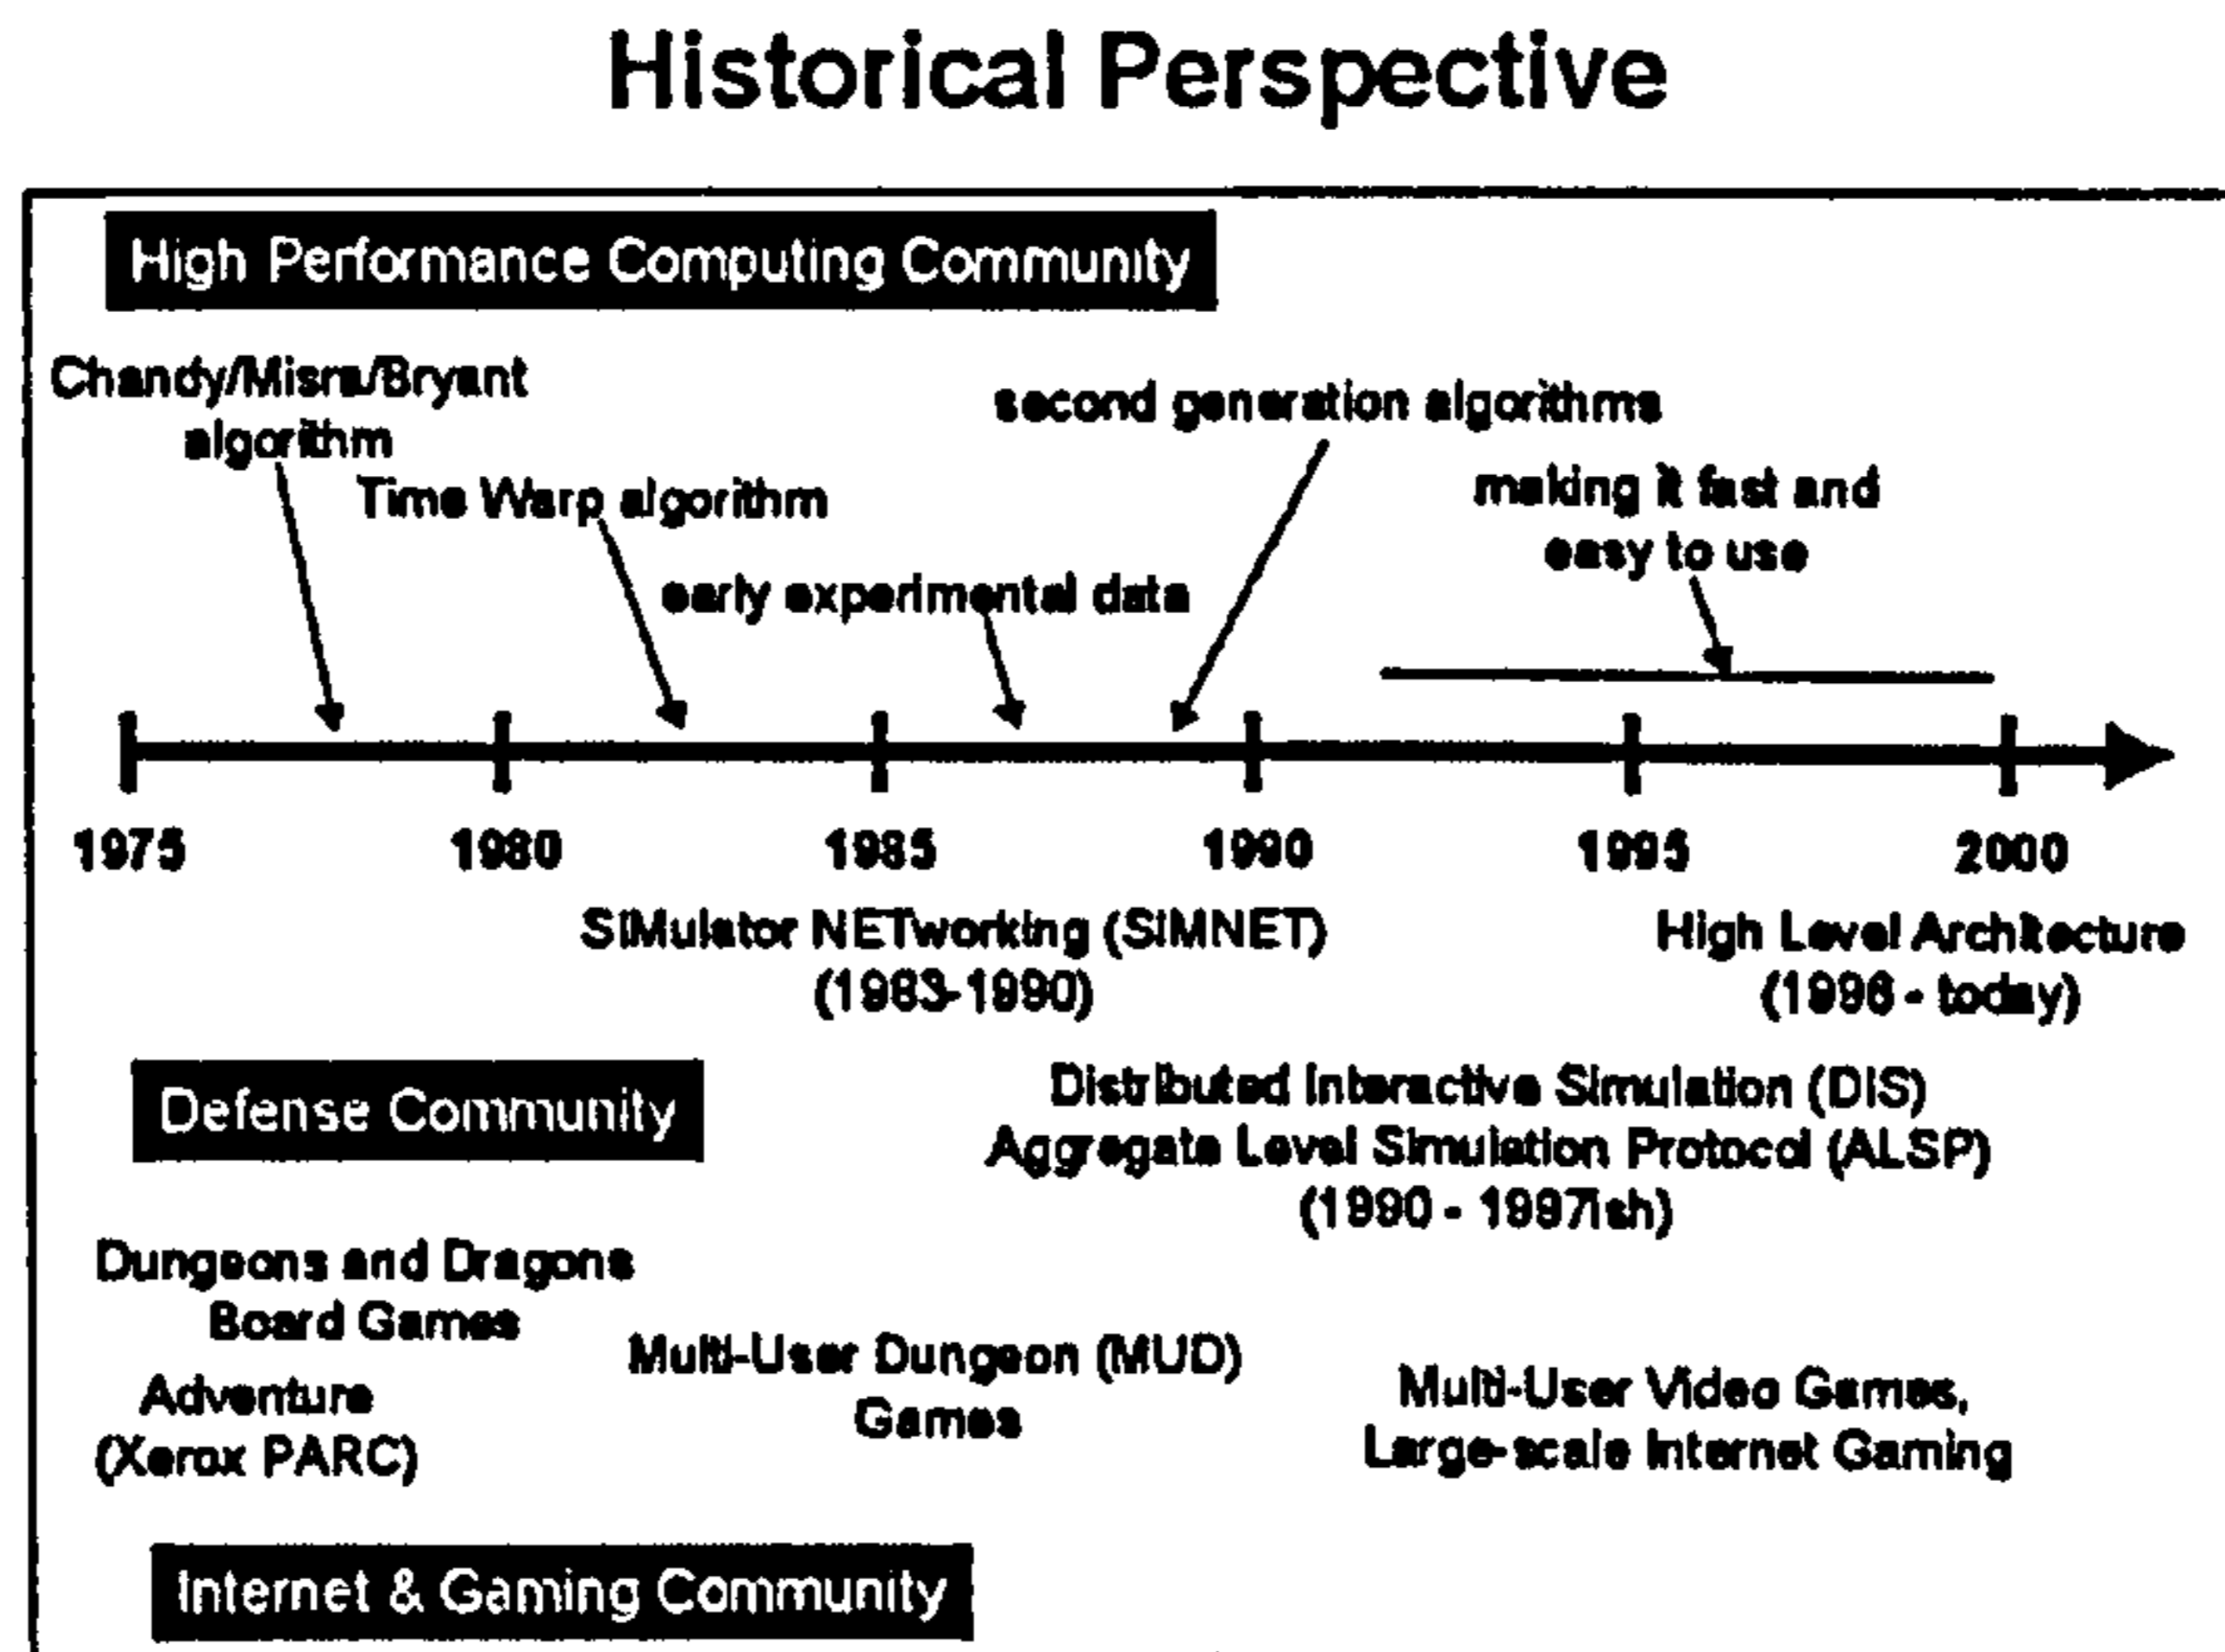 Historical Perspective
High Performance Computing Community
Chandy/Misra/Bryant
algorithm
second generation algorithms
Time Warp algorithm
making it fast and
easy to use
early experimental data
1975 1980 1985 1990 1995 2000
SIMulator NETworking (SIMNET)
(1983-1990)
High Level Architecture
(1996 - today)
Defense Community
Distributed Interactive Simulation (DIS)
Aggregate Level Simulation Protocol (ALSP)
(1990 - 1997ish)
Dungeons and Dragons
Board Games
Multi-User Dungeon (MUD)
Games
Adventure
(Xerox PARC)
Multi-User Video Games,
Large-scale Internet Gaming
Internet & Gaming Community